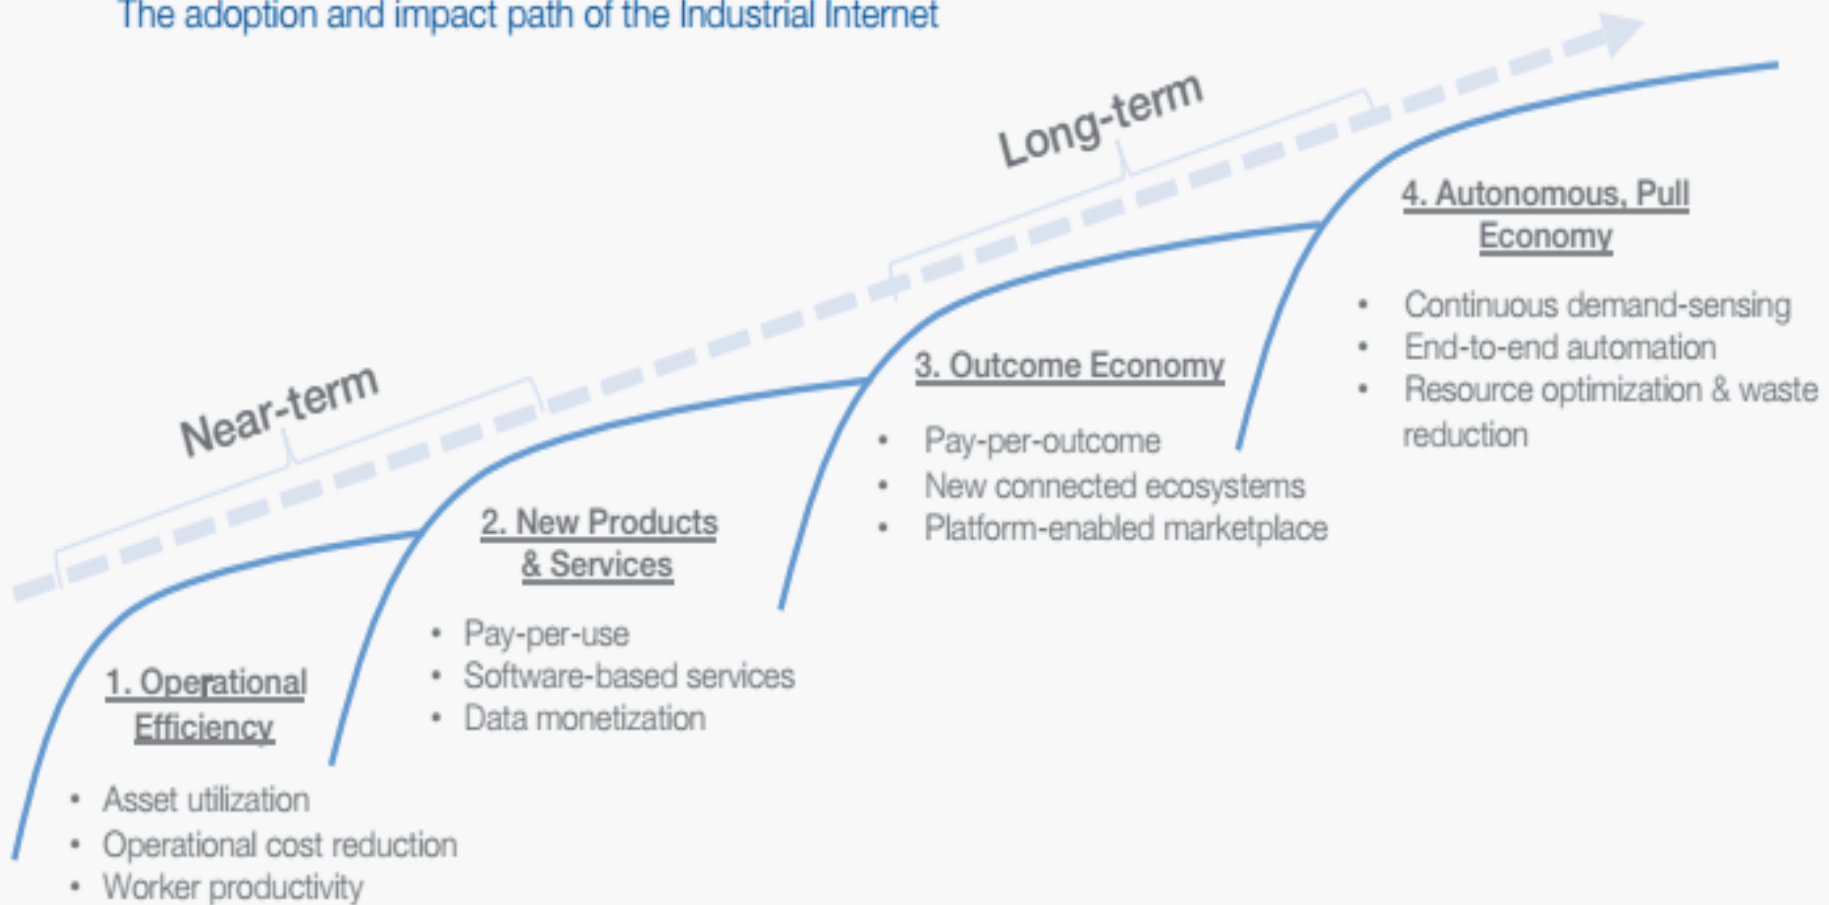 The adoption and impact path of the Industrial Internet
Near-term
Long-term
1. Operational
Efficiency
• Asset utilization
• Operational cost reduction
• Worker productivity
2. New Products
& Services
• Pay-per-use
• Software-based services
• Data monetization
3. Outcome Economy
• Pay-per-outcome
• New connected ecosystems
• Platform-enabled marketplace
4. Autonomous, Pull
Economy
• Continuous demand-sensing
• End-to-end automation
• Resource optimization & waste
reduction